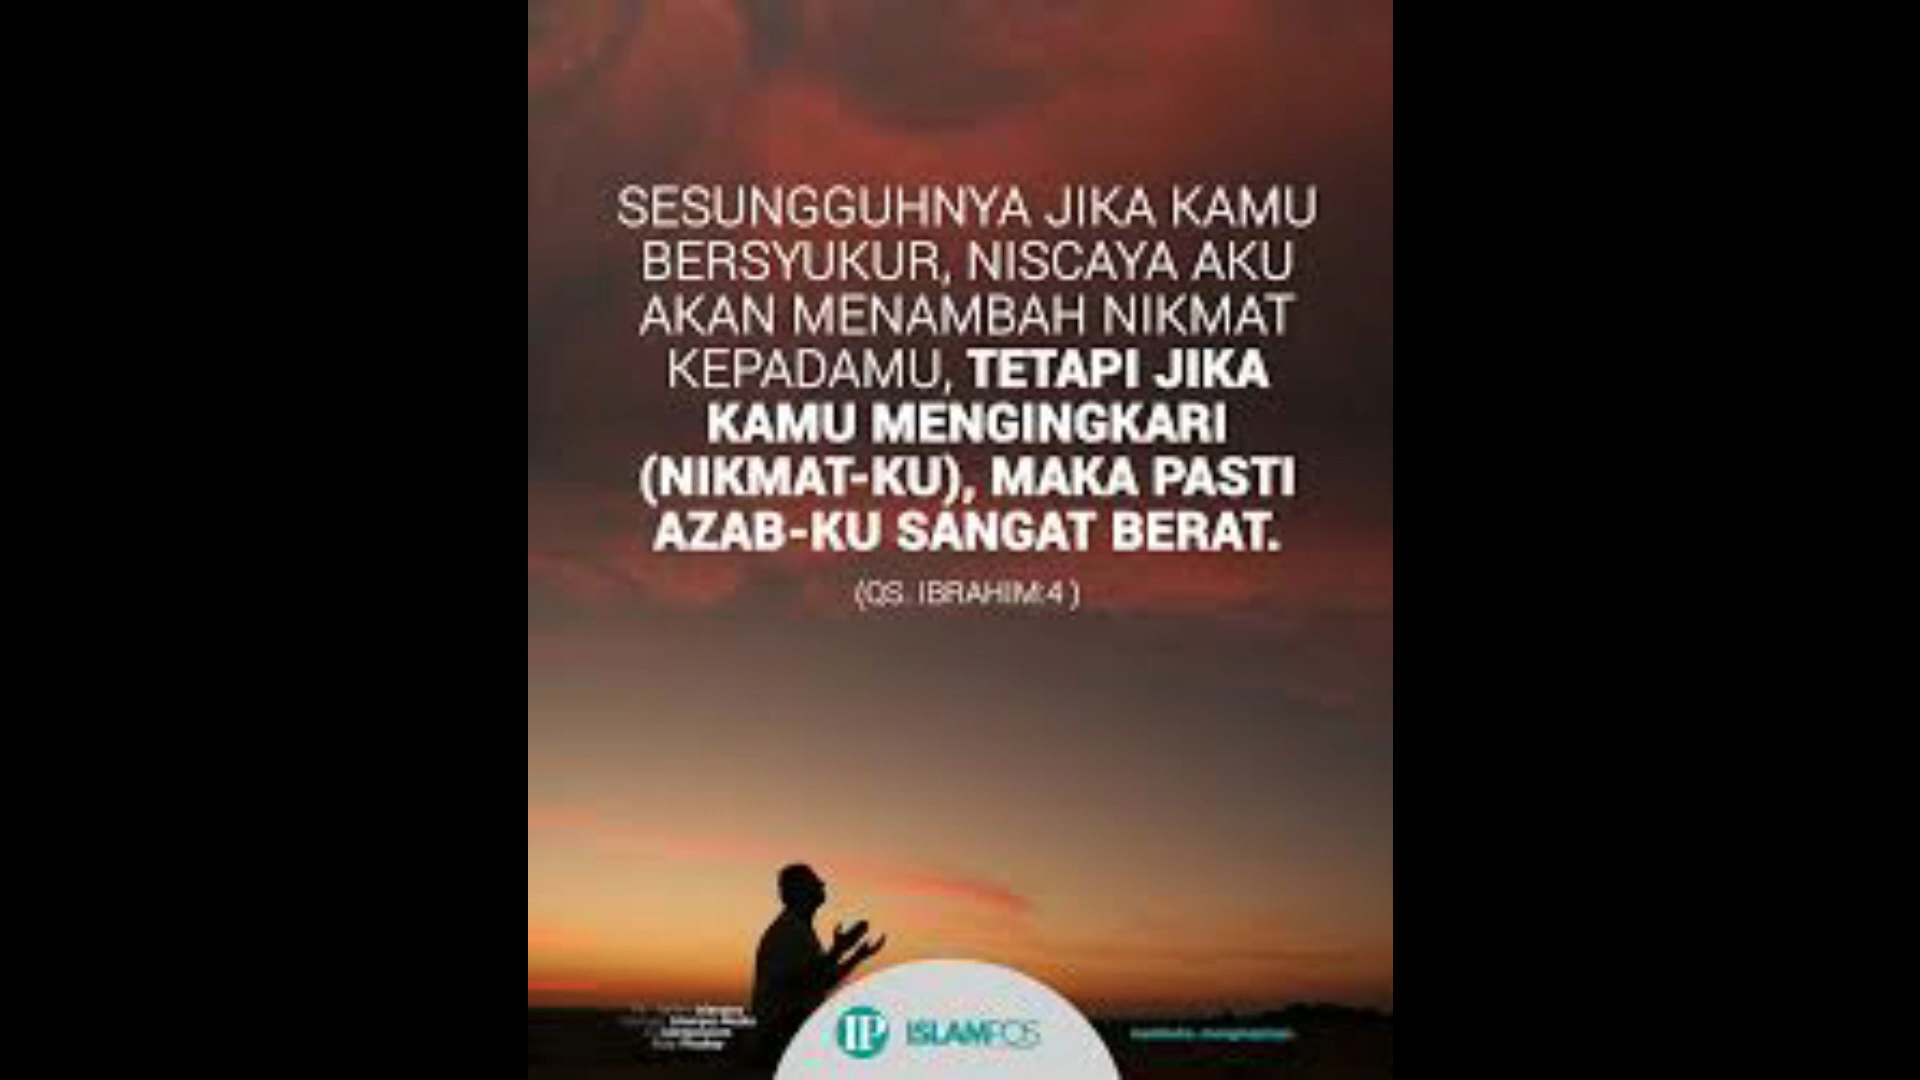 SESUNGGUHNYA JIKA KAMU
BERSYUKUR, NISCAYA AKU
AKAN MENAMBAH NIKMAT
KEPADAMU, TETAPI JIKA
KAMU MENGINGKARI
(NIKMAT-KU), MAKA PASTI
AZAB-KU SANGAT BERAT.
(QS. IBRAHIM:4 )
IP ISLAMPOS